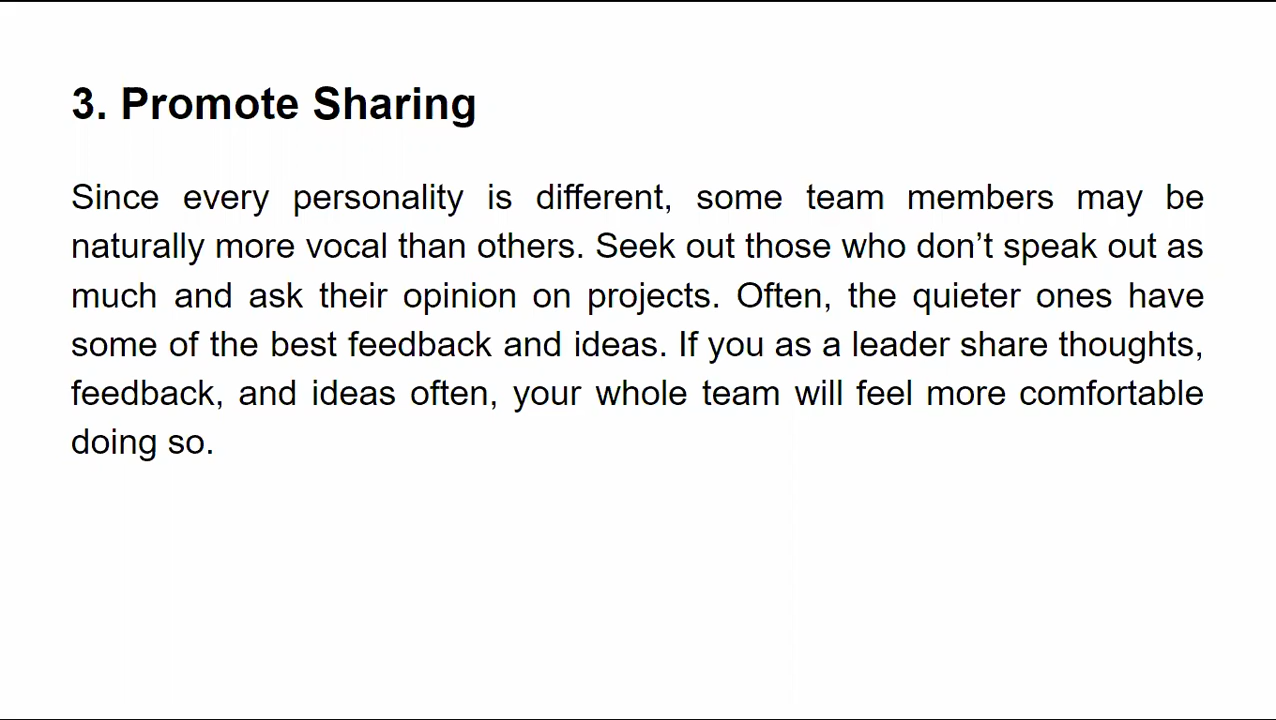 3. Promote Sharing
Since every personality is different, some team members may be
naturally more vocal than others. Seek out those who don’t speak out as
much and ask their opinion on projects. Often, the quieter ones have
some of the best feedback and ideas. If you as a leader share thoughts,
feedback, and ideas often, your whole team will feel more comfortable
doing so.